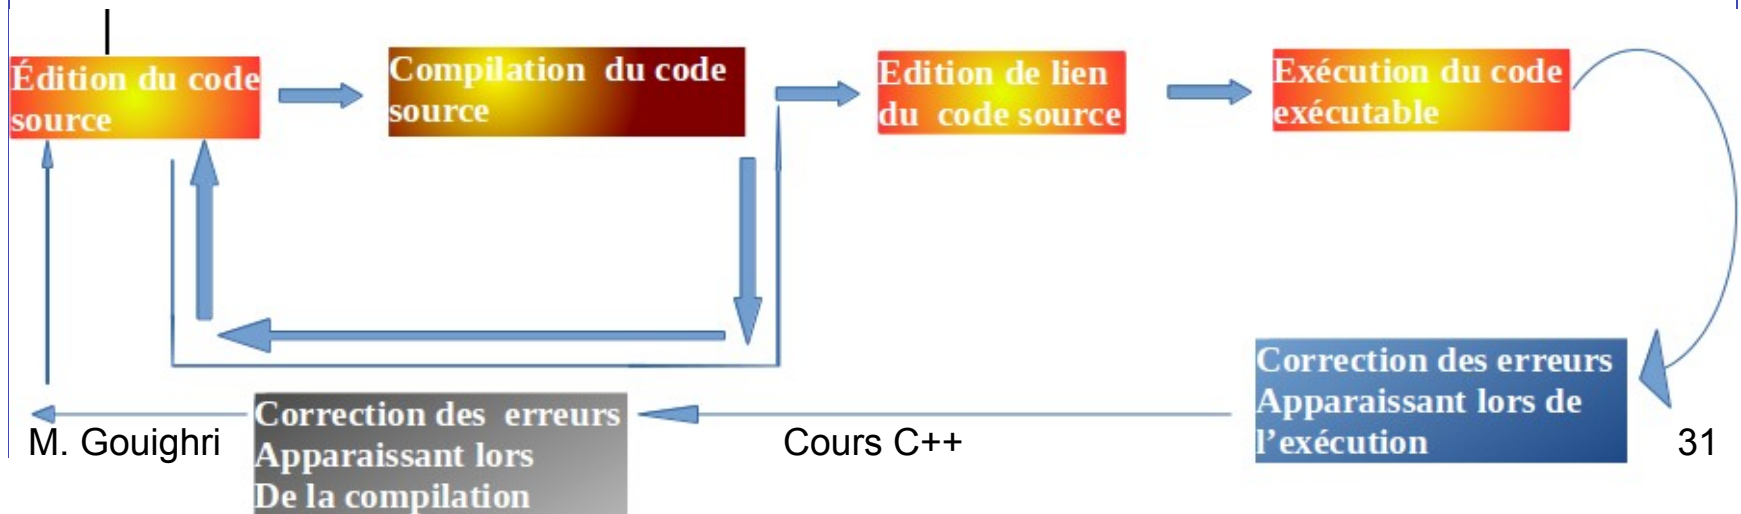 Édition du code
source
Compilation du code
source
Edition de lien
du code source
Exécution du code
exécutable
Correction des erreurs
Apparaissant lors de
l’exécution
Correction des erreurs
Apparaissant lors
De la compilation
M. Gouighri
Cours C++
31